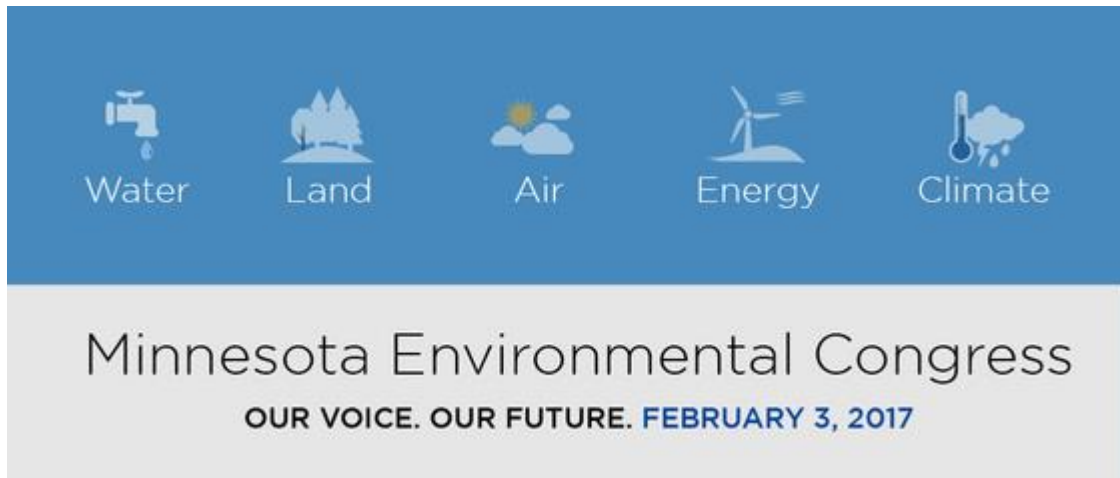 Water Land Air Energy Climate
Minnesota Environmental Congress
OUR VOICE. OUR FUTURE. FEBRUARY 3, 2017